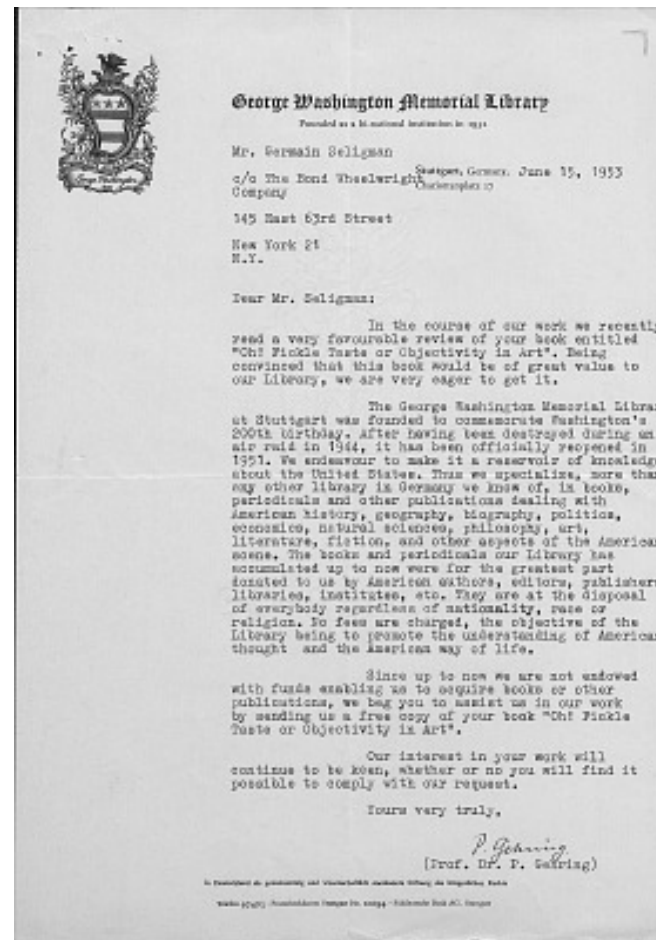 George Washington Memorial Library
Founded as a bi-national institution in 1932
Mr. Germain Seligman
c/o The Bond Wheelwright
Company
Stuttgart, Germany, June 15, 1953
Charlottenplatz 17
145 East 63rd Street
New York 21
N.Y.
Dear Mr. Seligman:
In the course of our work we recently
read a very favourable review of your book entitled
"Oh! Fickle Taste or Objectivity in Art". Being
convinced that this book would be of great value to
our Library, we are very eager to get it.
The George Washington Memorial Librar
at Stuttgart was founded to commemorate Washington's
200th birthday. After having been destroyed during an
air raid in 1944, it has been officially reopened in
1951. We endeavour to make it a reservoir of knowledge
about the United States. Thus we specialize, more than
any other library in Germany we know of, in books,
periodicals and other publications dealing with
American history, geography, biography, politics,
economics, natural sciences, philosophy, art,
literature, fiction, and other aspects of the American
scene. The books and periodicals our Library has
accumulated up to now were for the greatest part
donated to us by American authors, editors, publishers
libraries, institutes, etc. They are at the disposal
of everybody regardless of nationality, race or
religion. No fees are charged, the objective of the
Library being to promote the understanding of American
thought and the American way of life.
Since up to now we are not endowed
with funds enabling us to acquire books or other
publications, we beg you to assist us in our work
by sending us a free copy of your book "Oh! Fickle
Taste or Objectivity in Art".
Our interest in your work will
continue to be keen, whether or no you will find it
possible to comply with our request.
Yours very truly,
P. Gehring
(Prof. Dr. P. Gehring)